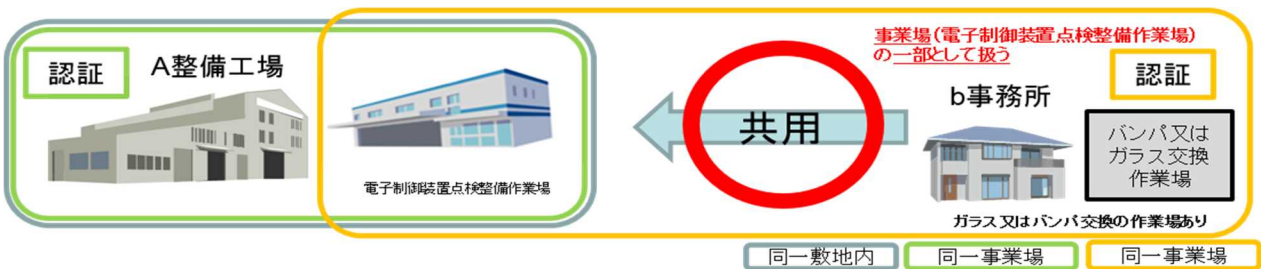 事業場(電子制御装置点検整備作業場)
の一部として扱う
認証
A整備工場
認証
b事務所
共用
バンパ又は
ガラス交換
作業場
電子制御装置点検整備作業場
ガラス又はバンパ交換の作業場あり
同一敷地内
同一事業場
同一事業場